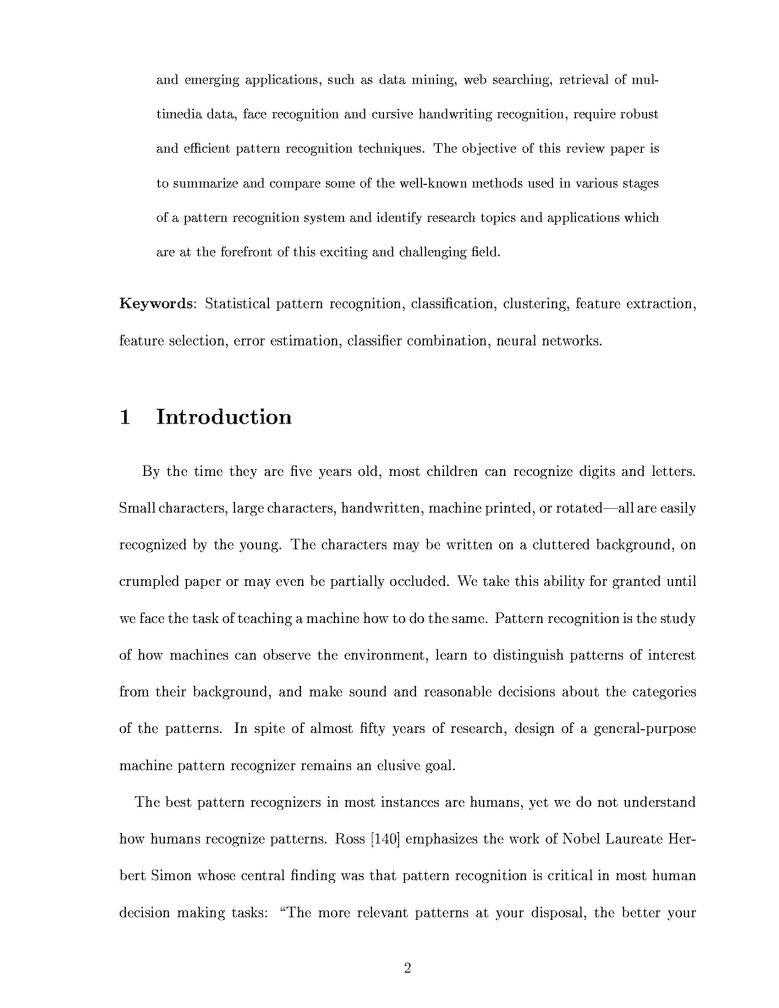 and emerging applications, such as data mining, web searching, retrieval of mul-
timedia data, face recognition and cursive handwriting recognition, require robust
and efficient pattern recognition techniques. The objective of this review paper is
to summarize and compare some of the well-known methods used in various stages
of a pattern recognition system and identify research topics and applications which
are at the forefront of this exciting and challenging field.
Keywords: Statistical pattern recognition, classification, clustering, feature extraction,
feature selection, error estimation, classifier combination, neural networks.
1 Introduction
By the time they are five years old, most children can recognize digits and letters.
Small characters, large characters, handwritten, machine printed, or rotated—all are easily
recognized by the young. The characters may be written on a cluttered background, on
crumpled paper or may even be partially occluded. We take this ability for granted until
we face the task of teaching a machine how to do the same. Pattern recognition is the study
of how machines can observe the environment, learn to distinguish patterns of interest
from their background, and make sound and reasonable decisions about the categories
of the patterns. In spite of almost fifty years of research, design of a general-purpose
machine pattern recognizer remains an elusive goal.
The best pattern recognizers in most instances are humans, yet we do not understand
how humans recognize patterns. Ross [140] emphasizes the work of Nobel Laureate Her-
bert Simon whose central finding was that pattern recognition is critical in most human
decision making tasks: “The more relevant patterns at your disposal, the better your
2